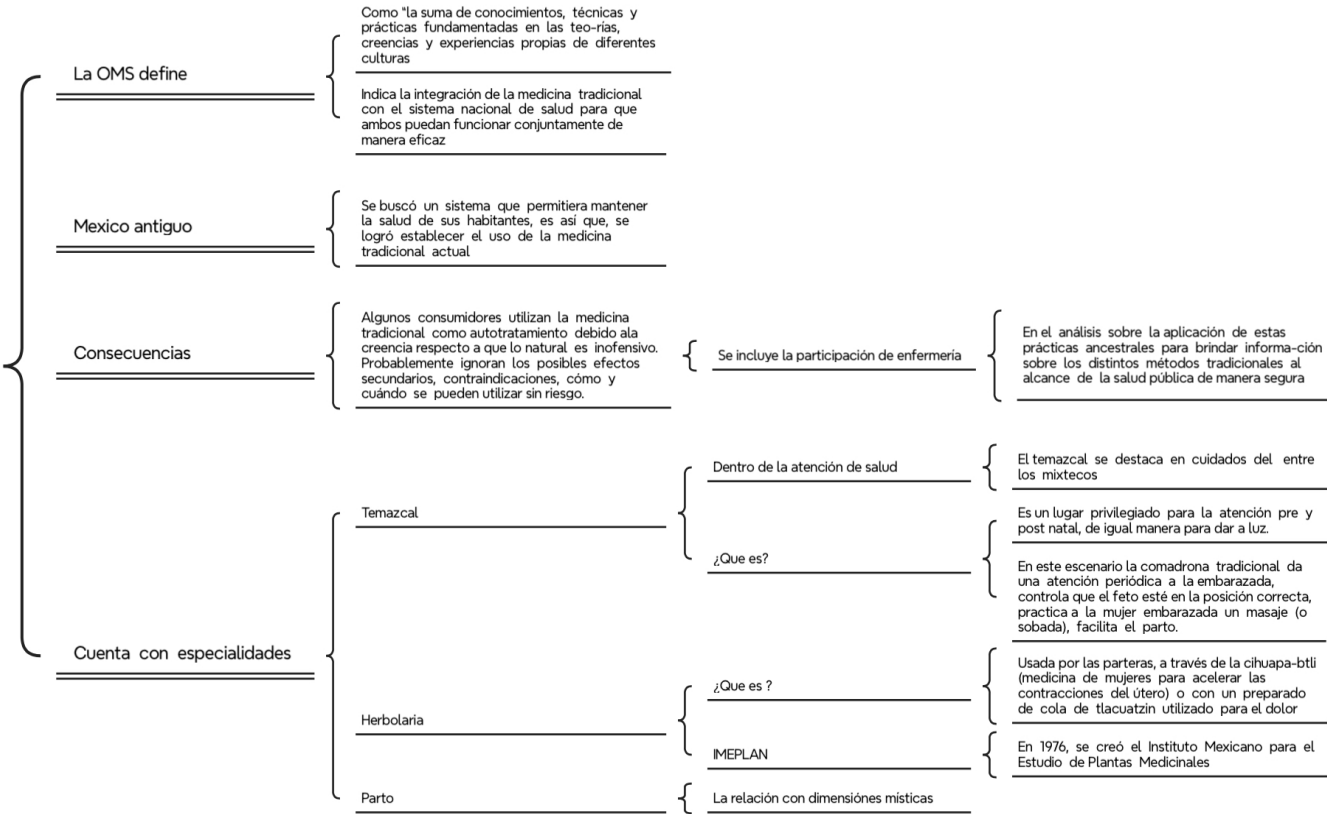 La OMS define
Como "la suma de conocimientos, técnicas y
prácticas fundamentadas en las teo-rías,
creencias y experiencias propias de diferentes
culturas
Indica la integración de la medicina tradicional
con el sistema nacional de salud para que
ambos puedan funcionar conjuntamente de
manera eficaz
Mexico antiguo
Se buscó un sistema que permitiera mantener
la salud de sus habitantes, es así que, se
logró establecer el uso de la medicina
tradicional actual
Consecuencias
Algunos consumidores utilizan la medicina
tradicional como autotratamiento debido ala
creencia respecto a que lo natural es inofensivo.
Probablemente ignoran los posibles efectos
secundarios, contraindicaciones, cómo y
cuándo se pueden utilizar sin riesgo.
Se incluye la participación de enfermería
En el análisis sobre la aplicación de estas
prácticas ancestrales para brindar informa-ción
sobre los distintos métodos tradicionales al
alcance de la salud pública de manera segura
Cuenta con especialidades
Temazcal
Dentro de la atención de salud
El temazcal se destaca en cuidados del entre
los mixtecos
¿Que es?
Es un lugar privilegiado para la atención pre y
post natal, de igual manera para dar a luz.
En este escenario la comadrona tradicional da
una atención periódica a la embarazada,
controla que el feto esté en la posición correcta,
practica a la mujer embarazada un masaje (o
sobada), facilita el parto.
Herbolaria
¿Que es ?
Usada por las parteras, a través de la cihuapa-btli
(medicina de mujeres para acelerar las
contracciones del útero) o con un preparado
de cola de tlacuatzin utilizado para el dolor
IMEPLAN
En 1976, se creó el Instituto Mexicano para el
Estudio de Plantas Medicinales
Parto
La relación con dimensiónes místicas